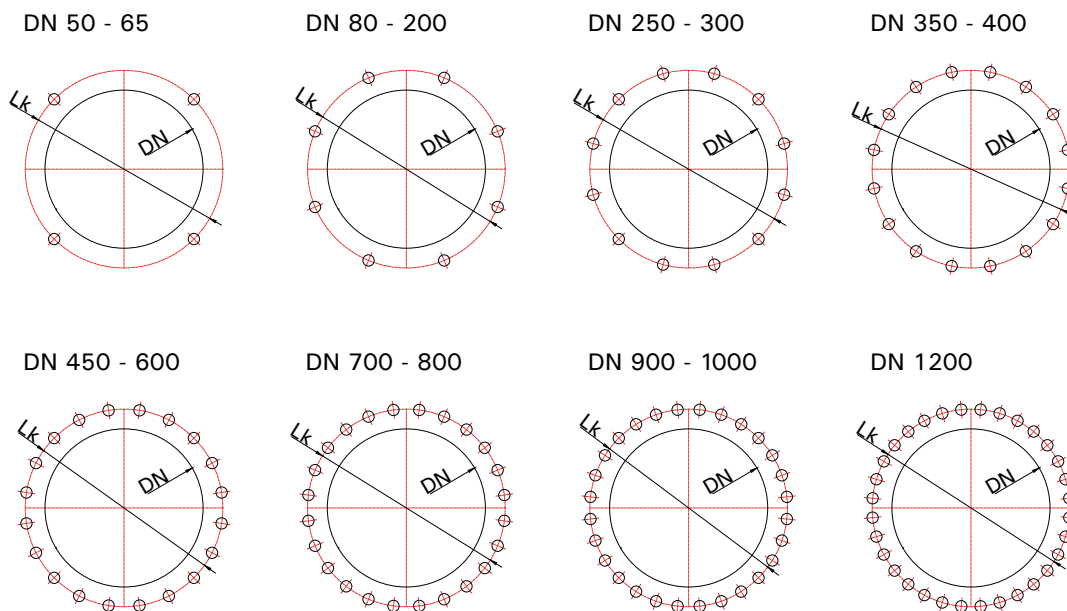 DN 50 - 65
DN 80 - 200
DN 250 - 300
DN 350 - 400
Lk
DN
Lk
DN
Lk
DN
Lk
DN
DN 450 - 600
DN 700 - 800
DN 900 - 1000
DN 1200
Lk
DN
Lk
DN
Lk
DN
Lk
DN